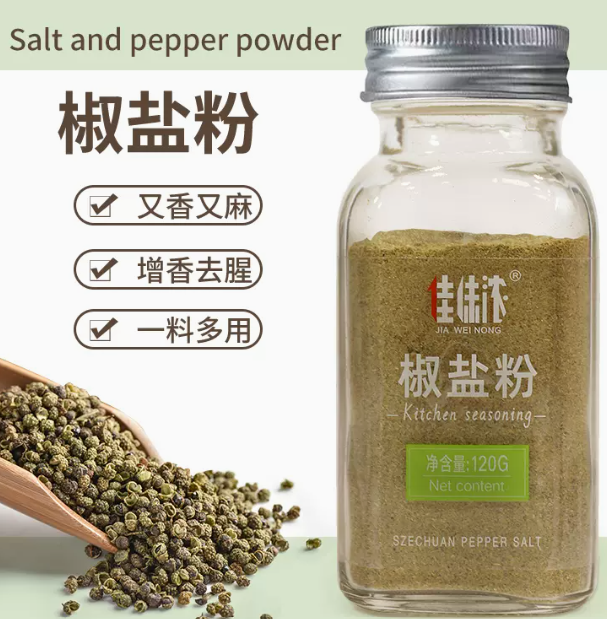 Salt and pepper powder
椒盐粉
又香又麻
增香去腥
一料多用
佳味浓®
JIA WEI NONG
椒盐粉
Kitchen seasoning
净含量:120G
Net content
SZECHUAN PEPPER SALT